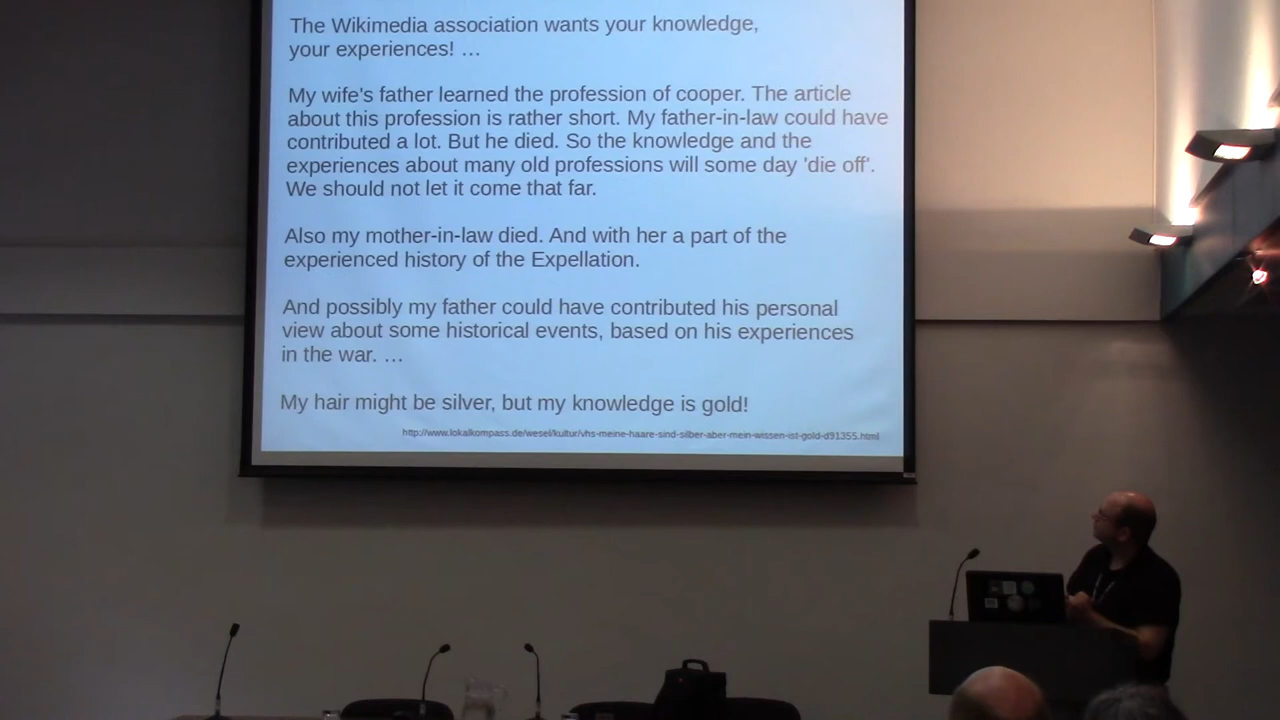 The Wikimedia association wants your knowledge,
your experiences! …
My wife's father learned the profession of cooper. The article
about this profession is rather short. My father-in-law could have
contributed a lot. But he died. So the knowledge and the
experiences about many old professions will some day 'die off'.
We should not let it come that far.
Also my mother-in-law died. And with her a part of the
experienced history of the Expellation.
And possibly my father could have contributed his personal
view about some historical events, based on his experiences
in the war. …
My hair might be silver, but my knowledge is gold!
http://www.lokalkompass.de/wesel/kultur/vhs-meine-haare-sind-silber-aber-mein-wissen-ist-gold-d91355.html